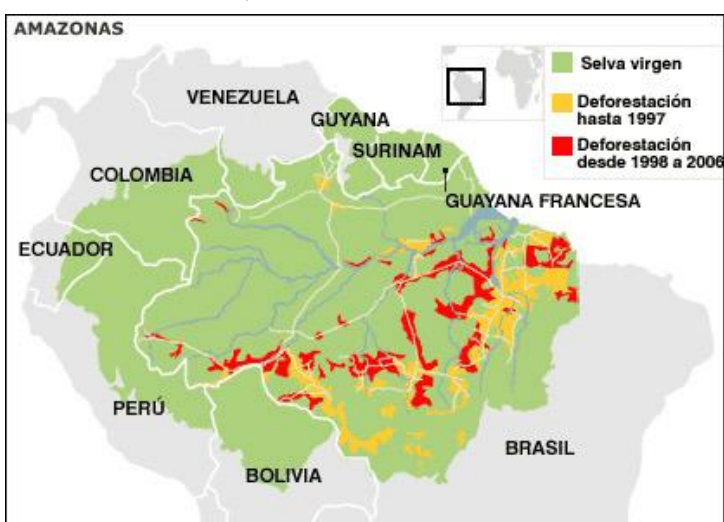 AMAZONAS
Selva virgen
Deforestación
hasta 1997
Deforestación
desde 1998 a 2006
VENEZUELA
GUYANA
SURINAM
COLOMBIA
GUAYANA FRANCESA
ECUADOR
PERÚ
BRASIL
BOLIVIA